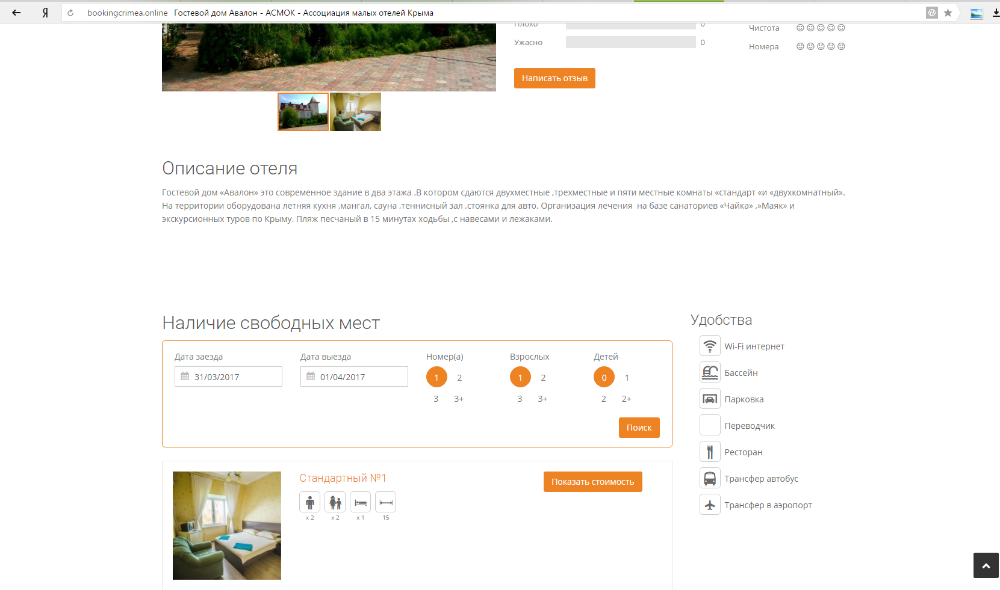 Я
bookingcrimea.online Гостевой дом Авалон - АСМОК - Ассоциация малых отелей Крыма
Плохо 0
Ужасно 0
Чистота
Номера
Написать отзыв
Описание отеля
Гостевой дом «Авалон» это современное здание в два этажа .В котором сдаются двухместные ,трехместные и пяти местные комнаты «стандарт «и «двухкомнатный».
На территории оборудована летняя кухня ,мангал, сауна ,теннисный зал ,стоянка для авто. Организация лечения на базе санаториев «Чайка» ,»Маяк» и
экскурсионных туров по Крыму. Пляж песчаный в 15 минутах ходьбы ,с навесами и лежаками.
Наличие свободных мест
Дата заезда
31/03/2017
Дата выезда
01/04/2017
Номер(а)
1 2
3 3+
Взрослых
1 2
3 3+
Детей
0 1
2 2+
Поиск
Удобства
Wi-Fi интернет
Бассейн
Парковка
Переводчик
Ресторан
Трансфер автобус
Трансфер в аэропорт
Стандартный №1
x 2 x 2 x 1 15
Показать стоимость